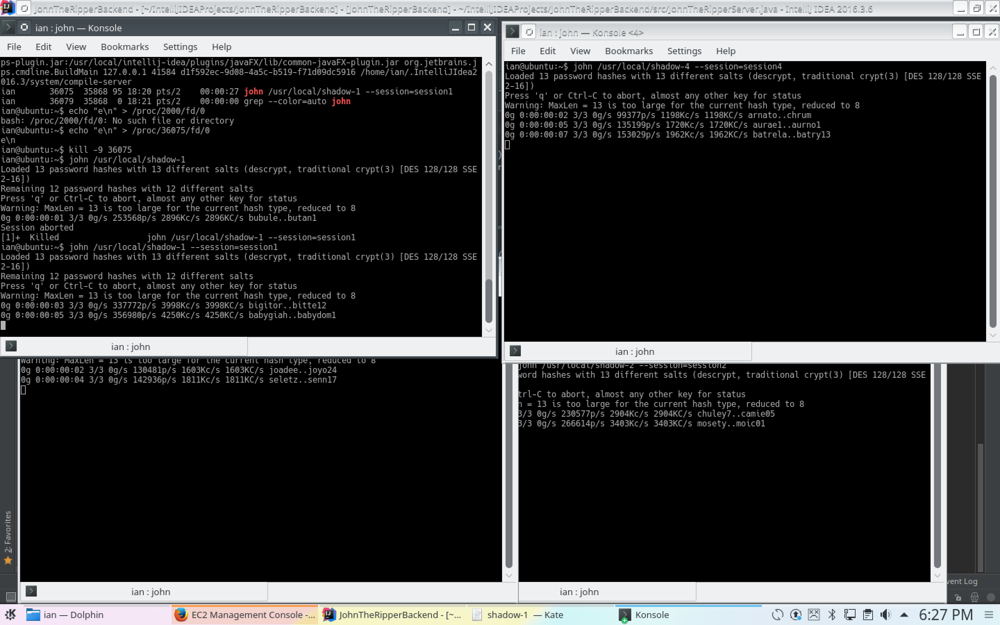 JohnTheRipperBackend - [~/IntelliJIDEAProjects/JohnTheRipperBackend] - [JohnTheRipperBackend] - ~/IntelliJIDEAProjects/JohnTheRipperBackend/src/JohnTheRipperServer.java - IntelliJ IDEA 2016.3.6
ian : john — Konsole
File Edit View Bookmarks Settings Help
ps-plugin.jar:/usr/local/intellij-idea/plugins/javaFX/lib/common-javaFX-plugin.jar org.jetbrains.j
ps.cmdline.BuildMain 127.0.0.1 41584 d1f592ec-9d08-4a5c-b519-f71d09dc5916 /home/ian/.IntelliJIdea2
016.3/system/compile-server
ian 36075 35868 95 18:20 pts/2 00:00:27 john /usr/local/shadow-1 --session=session1
ian 36079 35868 0 18:21 pts/2 00:00:00 grep --color=auto john
ian@ubuntu:~$ echo "e\n" > /proc/2000/fd/0
bash: /proc/2000/fd/0: No such file or directory
ian@ubuntu:~$ echo "e\n" > /proc/36075/fd/0
e\n
ian@ubuntu:~$ kill -9 36075
ian@ubuntu:~$ john /usr/local/shadow-1
Loaded 13 password hashes with 13 different salts (descrypt, traditional crypt(3) [DES 128/128 SSE
2-16])
Remaining 12 password hashes with 12 different salts
Press 'q' or Ctrl-C to abort, almost any other key for status
Warning: MaxLen = 13 is too large for the current hash type, reduced to 8
0g 0:00:00:01 3/3 0g/s 253568p/s 2896Kc/s 2896KC/s bubule..butan1
Session aborted
[1]+ Killed john /usr/local/shadow-1 --session=session1
ian@ubuntu:~$ john /usr/local/shadow-1 --session=session1
Loaded 13 password hashes with 13 different salts (descrypt, traditional crypt(3) [DES 128/128 SSE
2-16])
Remaining 12 password hashes with 12 different salts
Press 'q' or Ctrl-C to abort, almost any other key for status
Warning: MaxLen = 13 is too large for the current hash type, reduced to 8
0g 0:00:00:03 3/3 0g/s 337772p/s 3998Kc/s 3998KC/s bigitor..bitte12
0g 0:00:00:05 3/3 0g/s 356980p/s 4250Kc/s 4250KC/s babygiah..babydom1
ian : john
ian : john — Konsole <4>
File Edit View Bookmarks Settings Help
ian@ubuntu:~$ john /usr/local/shadow-4 --session=session4
Loaded 13 password hashes with 13 different salts (descrypt, traditional crypt(3) [DES 128/128 SSE
2-16])
Press 'q' or Ctrl-C to abort, almost any other key for status
Warning: MaxLen = 13 is too large for the current hash type, reduced to 8
0g 0:00:00:02 3/3 0g/s 99377p/s 1198Kc/s 1198KC/s arnato..chrum
0g 0:00:00:05 3/3 0g/s 135199p/s 1720Kc/s 1720KC/s aurae1..aurno1
0g 0:00:00:07 3/3 0g/s 153029p/s 1962Kc/s 1962KC/s batrela..batry13
ian : john
Warning: MaxLen = 13 is too large for the current hash type, reduced to 8
0g 0:00:00:02 3/3 0g/s 130481p/s 1603Kc/s 1603KC/s joadee..joyo24
0g 0:00:00:04 3/3 0g/s 142936p/s 1811Kc/s 1811KC/s seletz..senn17
ian : john
john /usr/local/shadow-2 --session=session2
word hashes with 13 different salts (descrypt, traditional crypt(3) [DES 128/128 SSE
trl-C to abort, almost any other key for status
n = 13 is too large for the current hash type, reduced to 8
3/3 0g/s 230577p/s 2904Kc/s 2904KC/s chuley7..camie05
3/3 0g/s 266614p/s 3403Kc/s 3403KC/s mosety..moic01
ian : john
2: Favorites
vent Log
ian — Dolphin
EC2 Management Console -...
JohnTheRipperBackend - [~...
shadow-1 — Kate
Konsole
6:27 PM